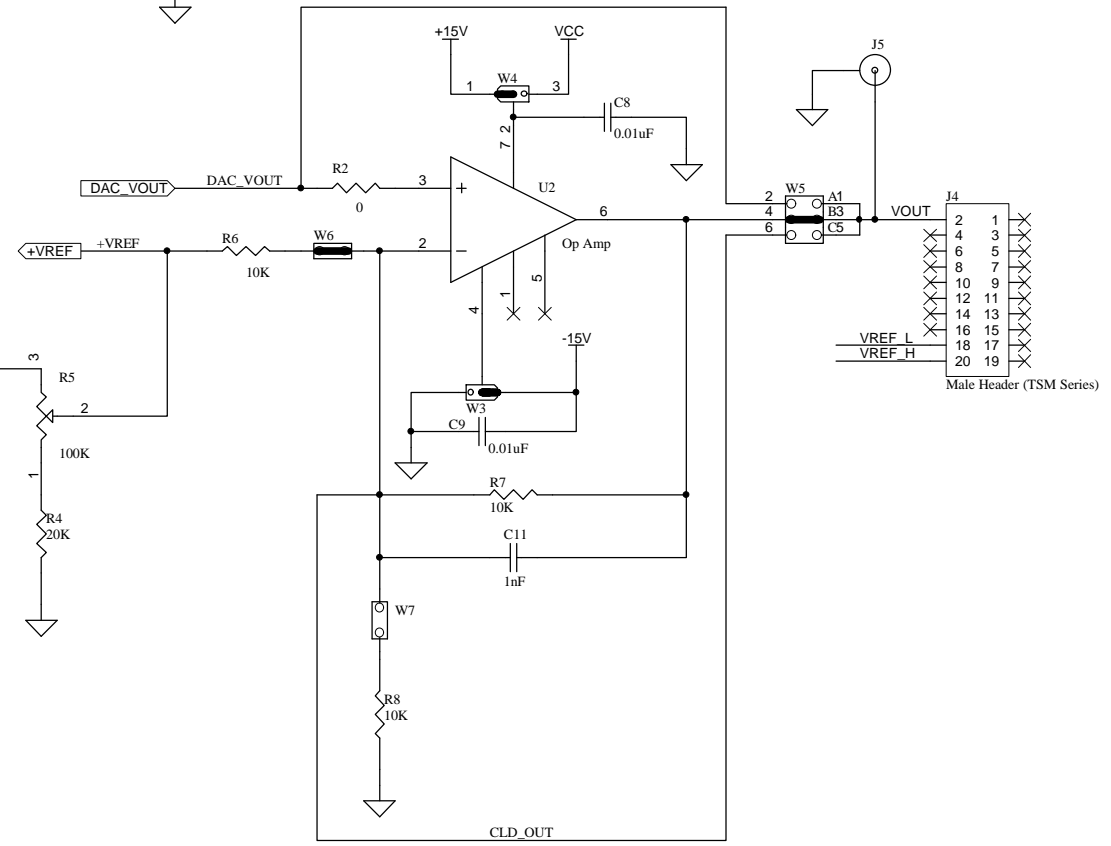 +15V
VCC
J5
W4
1
3
C8
0.01uF
2
7
DAC_VOUT
DAC_VOUT
R2
0
3
+
U2
6
Op Amp
2
−
4
1
5
2
4
6
W5
A1
B3
C5
VOUT
J4
2 1
4 3
6 5
8 7
10 9
12 11
14 13
16 15
18 17
20 19
VREF_L
VREF_H
Male Header (TSM Series)
+VREF
+VREF
R6
10K
W6
-15V
W3
C9
0.01uF
3
R5
2
100K
1
R4
20K
R7
10K
C11
1nF
W7
R8
10K
CLD_OUT